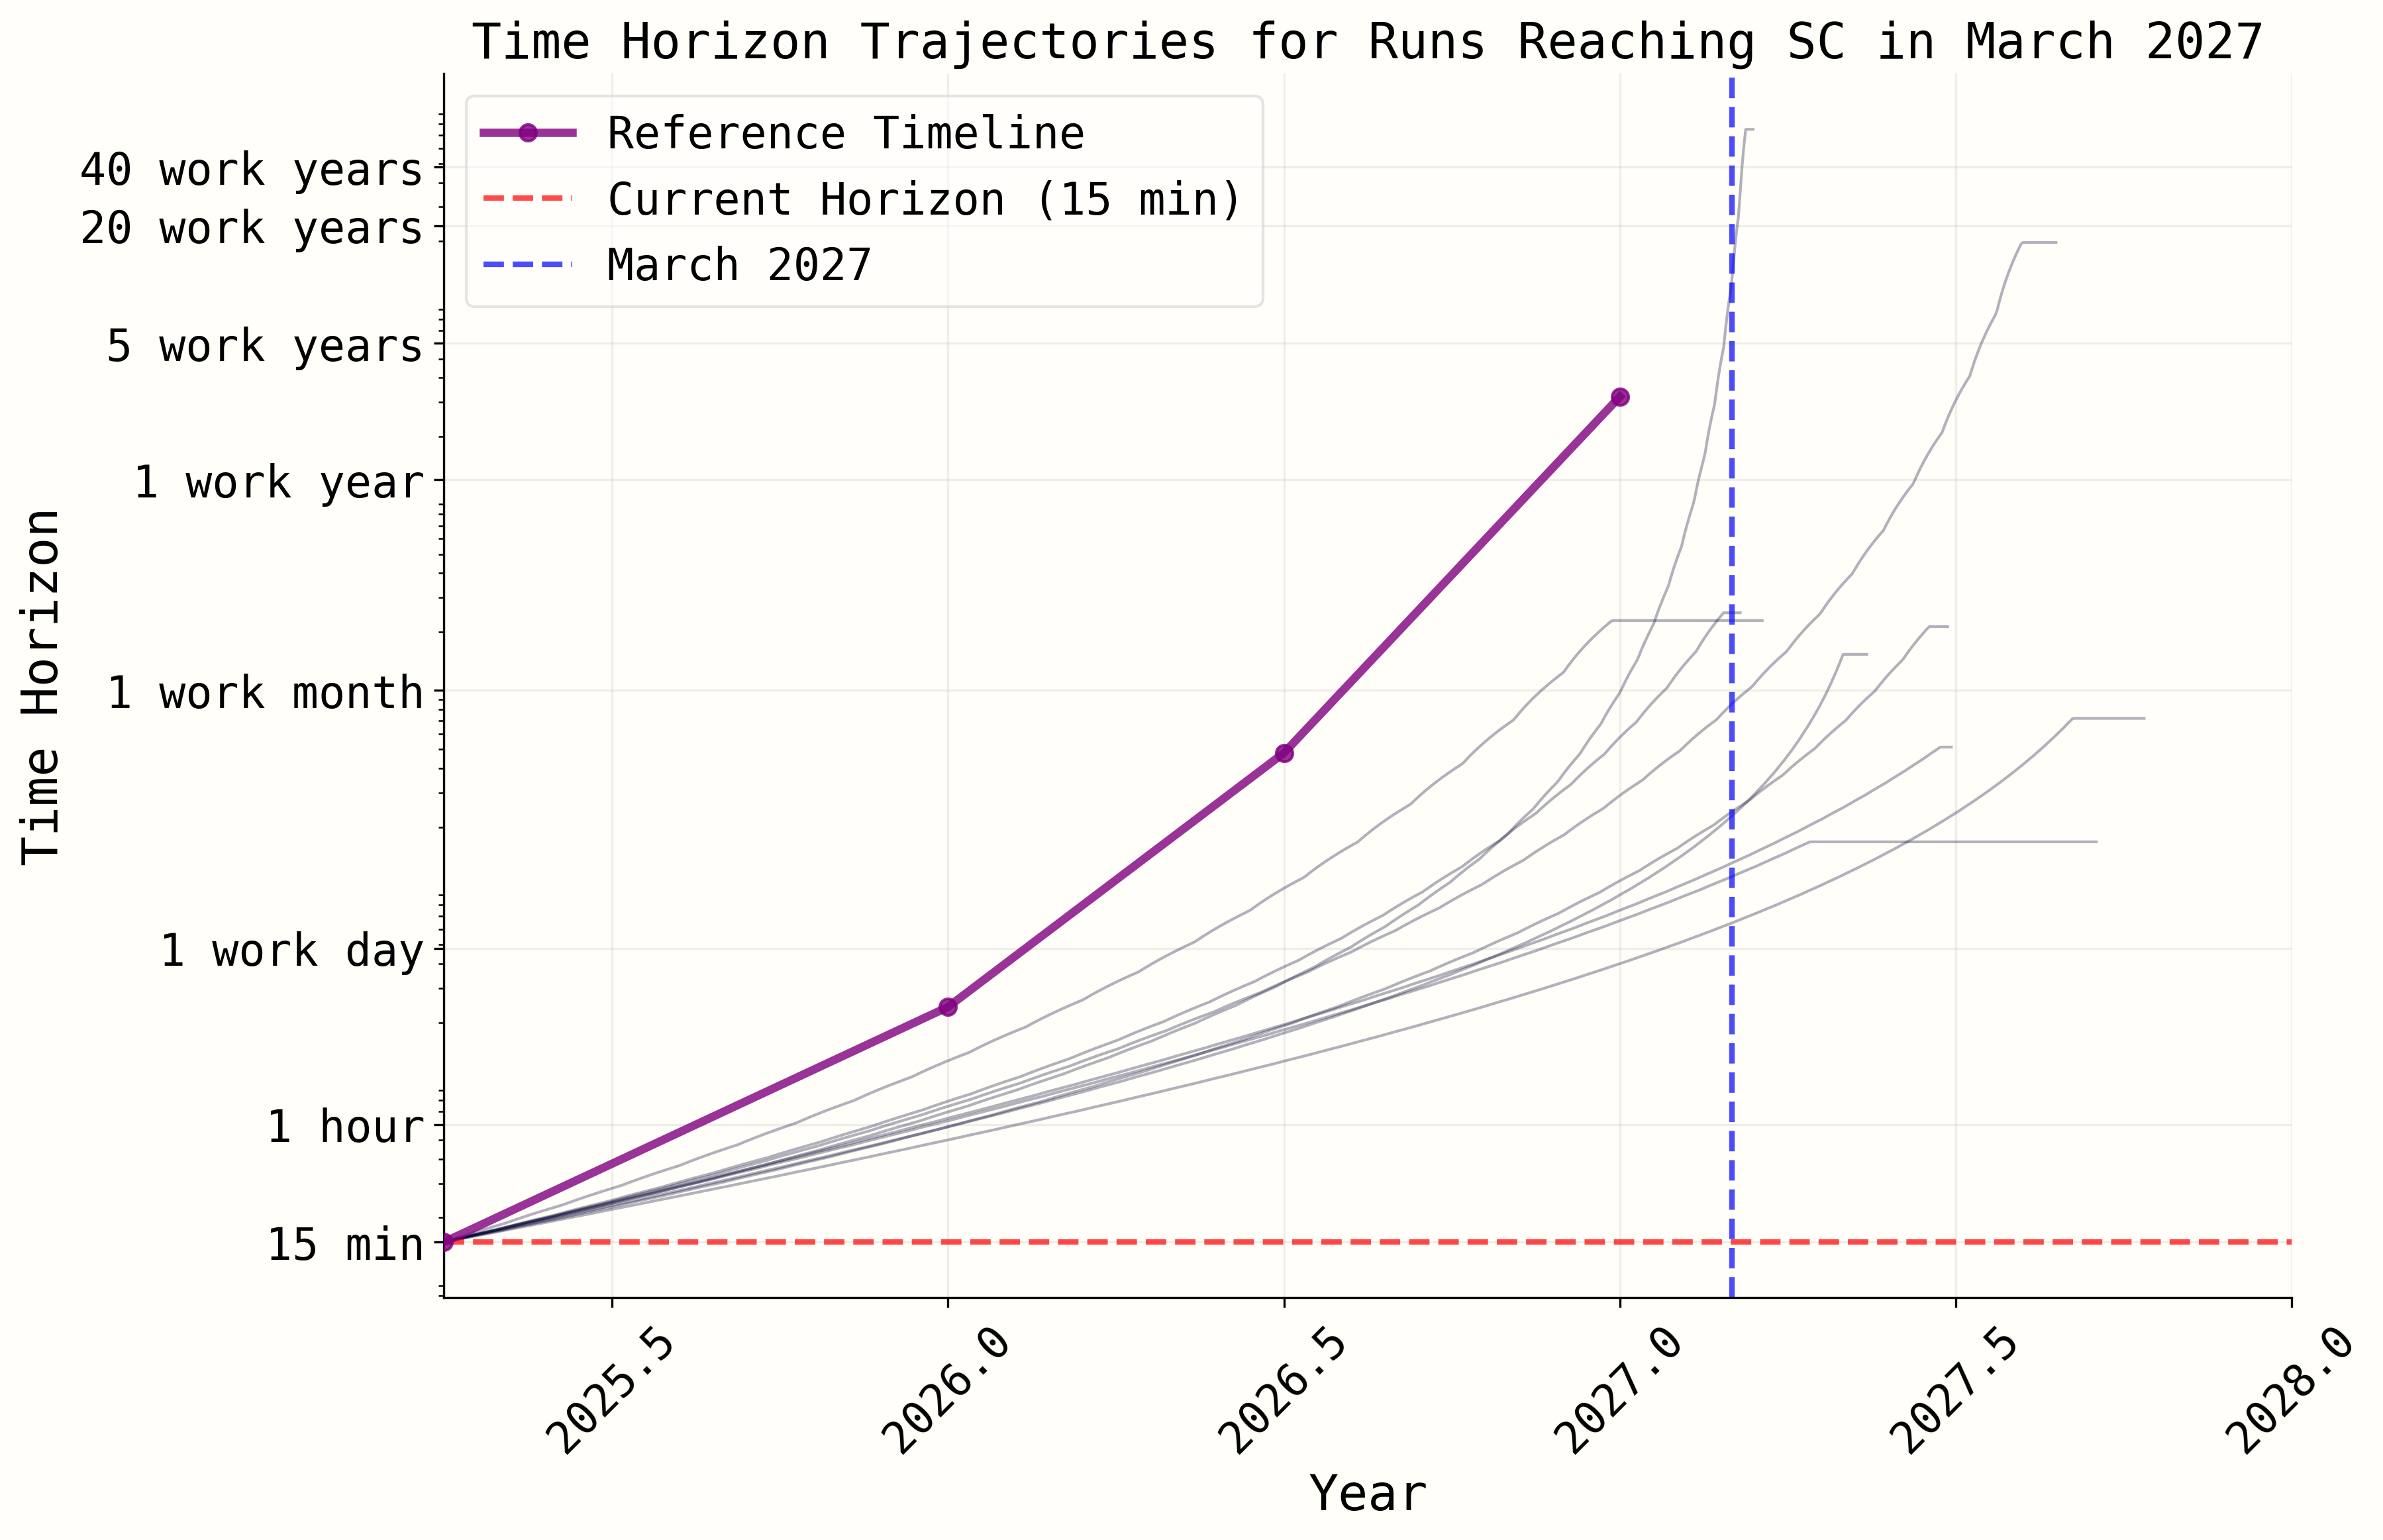 Time Horizon Trajectories for Runs Reaching SC in March 2027
Reference Timeline
Current Horizon (15 min)
March 2027
Time Horizon
40 work years
20 work years
5 work years
1 work year
1 work month
1 work day
1 hour
15 min
2025.5
2026.0
2026.5
2027.0
2027.5
2028.0
Year